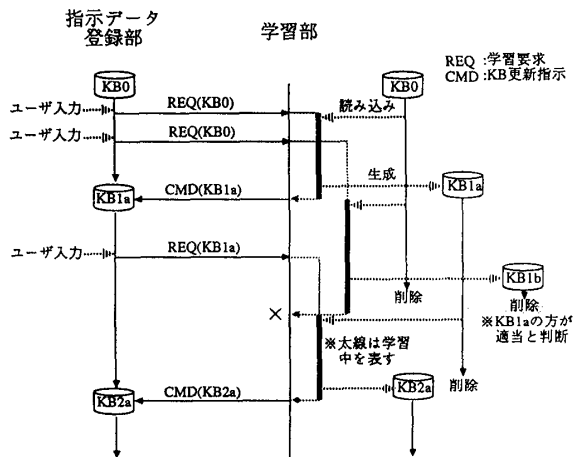 指示データ
登録部
学習部
REQ :学習要求
CMD :KB更新指示
KB0
KB0
ユーザ入力
REQ(KB0)
読み込み
ユーザ入力
REQ(KB0)
生成
KB1a
CMD(KB1a)
KB1a
ユーザ入力
REQ(KB1a)
KB1b
削除
削除
※KB1aの方が
適当と判断
×
※太線は学習
中を表す
削除
KB2a
CMD(KB2a)
KB2a